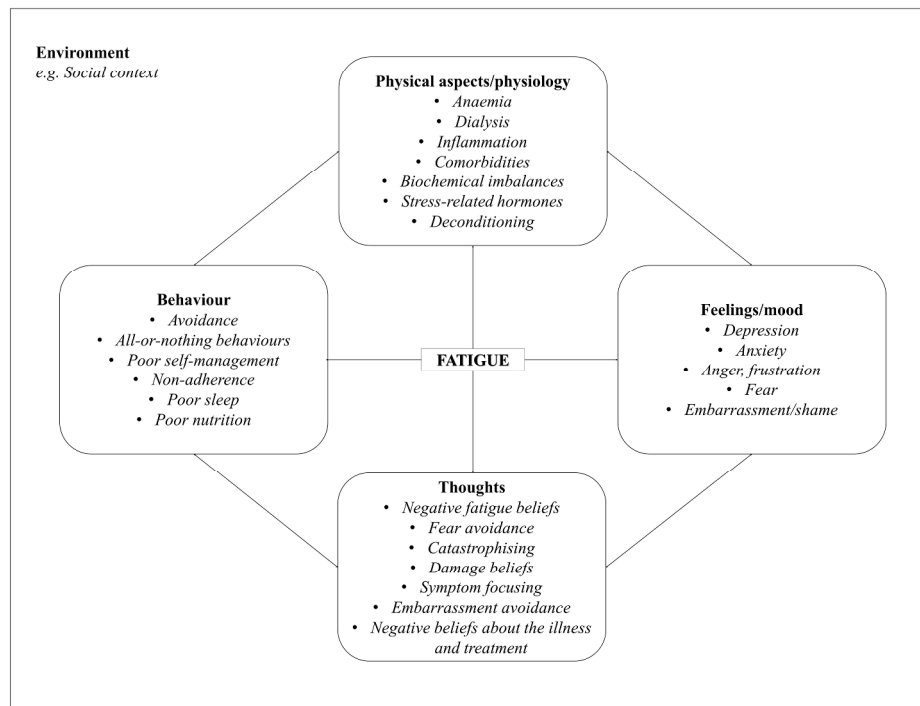 Environment
e.g. Social context
Physical aspects/physiology
• Anaemia
• Dialysis
• Inflammation
• Comorbidities
• Biochemical imbalances
• Stress-related hormones
• Deconditioning
Behaviour
• Avoidance
• All-or-nothing behaviours
• Poor self-management
• Non-adherence
• Poor sleep
• Poor nutrition
FATIGUE
Feelings/mood
• Depression
• Anxiety
• Anger, frustration
• Fear
• Embarrassment/shame
Thoughts
• Negative fatigue beliefs
• Fear avoidance
• Catastrophising
• Damage beliefs
• Symptom focusing
• Embarrassment avoidance
• Negative beliefs about the illness
and treatment